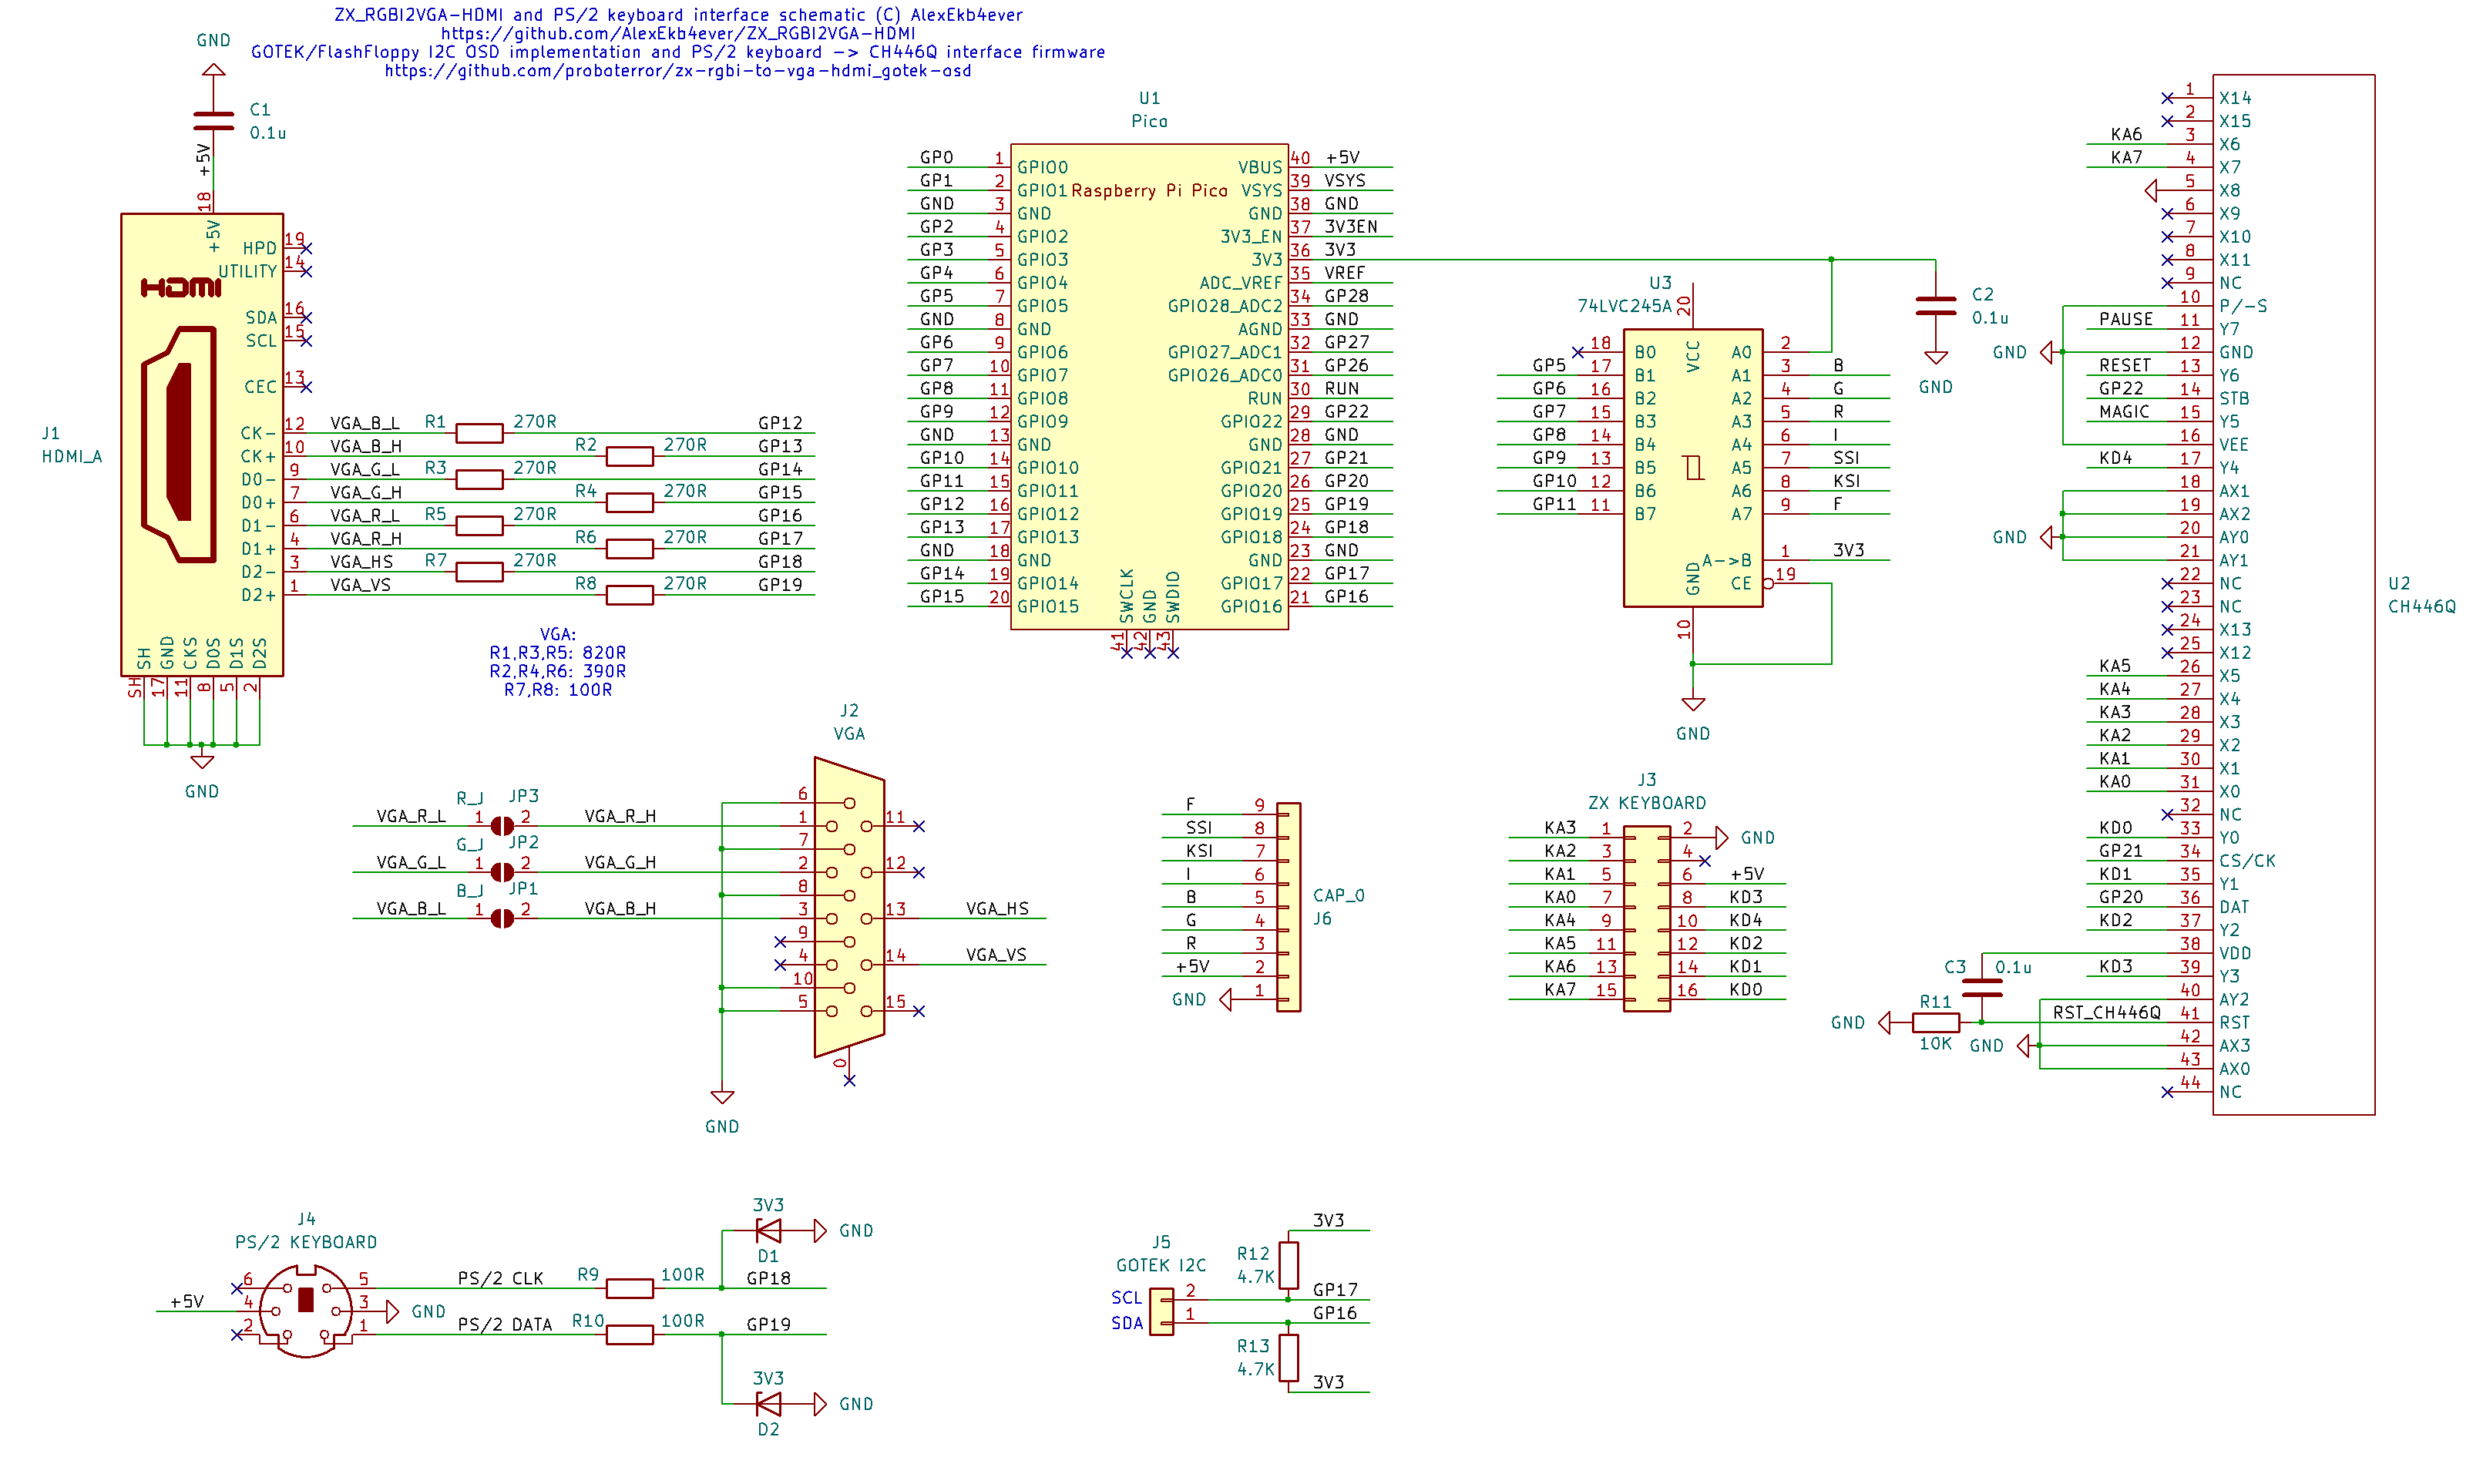 ZX_RGBI2VGA-HDMI and PS/2 keyboard interface schematic (C) AlexEkb4ever
https://github.com/AlexEkb4ever/ZX_RGBI2VGA-HDMI
GOTEK/FlashFloppy I2C OSD implementation and PS/2 keyboard -> CH446Q interface firmware
https://github.com/proboterror/zx-rgbi-to-vga-hdmi_gotek-osd
GND
C1
0.1u
+5V
18
+5V
HPD 19
UTILITY 14
HDMI
SDA 16
SCL 15
CEC 13
J1
HDMI_A
CK- 12 VGA_B_L R1 270R GP12
CK+ 10 VGA_B_H R2 270R GP13
D0- 9 VGA_G_L R3 270R GP14
D0+ 7 VGA_G_H R4 270R GP15
D1- 6 VGA_R_L R5 270R GP16
D1+ 4 VGA_R_H R6 270R GP17
D2- 3 VGA_HS R7 270R GP18
D2+ 1 VGA_VS R8 270R GP19
SH GND CKS D0S D1S D2S
SH 17 11 8 5 2
GND
VGA:
R1,R3,R5: 820R
R2,R4,R6: 390R
R7,R8: 100R
U1
Pico
Raspberry Pi Pico
GP0 1 GPIO0 VBUS 40 +5V
GP1 2 GPIO1 VSYS 39 VSYS
GND 3 GND GND 38 GND
GP2 4 GPIO2 3V3_EN 37 3V3EN
GP3 5 GPIO3 3V3 36 3V3
GP4 6 GPIO4 ADC_VREF 35 VREF
GP5 7 GPIO5 GPIO28_ADC2 34 GP28
GND 8 GND AGND 33 GND
GP6 9 GPIO6 GPIO27_ADC1 32 GP27
GP7 10 GPIO7 GPIO26_ADC0 31 GP26
GP8 11 GPIO8 RUN 30 RUN
GP9 12 GPIO9 GPIO22 29 GP22
GND 13 GND GND 28 GND
GP10 14 GPIO10 GPIO21 27 GP21
GP11 15 GPIO11 GPIO20 26 GP20
GP12 16 GPIO12 GPIO19 25 GP19
GP13 17 GPIO13 GPIO18 24 GP18
GND 18 GND GND 23 GND
GP14 19 GPIO14 GPIO17 22 GP17
GP15 20 GPIO15 GPIO16 21 GP16
SWCLK GND SWDIO
41 42 43
U3
74LVC245A
20
VCC
18 B0 A0 2
GP5 17 B1 A1 3 B
GP6 16 B2 A2 4 G
GP7 15 B3 A3 5 R
GP8 14 B4 A4 6 I
GP9 13 B5 A5 7 SSI
GP10 12 B6 A6 8 KSI
GP11 11 B7 A7 9 F
A->B 1 3V3
CE 19
GND
10
GND
C2
0.1u
GND
1 X14
2 X15
KA6 3 X6
KA7 4 X7
5 X8
6 X9
7 X10
8 X11
9 NC
10 P/-S
PAUSE 11 Y7
GND 12 GND
RESET 13 Y6
GP22 14 STB
MAGIC 15 Y5
16 VEE
KD4 17 Y4
18 AX1
19 AX2
GND 20 AY0
21 AY1
22 NC
23 NC
24 X13
25 X12
KA5 26 X5
KA4 27 X4
KA3 28 X3
KA2 29 X2
KA1 30 X1
KA0 31 X0
32 NC
KD0 33 Y0
GP21 34 CS/CK
KD1 35 Y1
GP20 36 DAT
KD2 37 Y2
38 VDD
KD3 39 Y3
40 AY2
RST_CH446Q 41 RST
GND 42 AX3
43 AX0
44 NC
U2
CH446Q
C3 0.1u
R11
GND
10K
J2
VGA
R_J JP3
VGA_R_L 1 2 VGA_R_H
G_J JP2
VGA_G_L 1 2 VGA_G_H
B_J JP1
VGA_B_L 1 2 VGA_B_H
6
1 11
7
2 12
8
3 13 VGA_HS
9
4 14 VGA_VS
10
5 15
0
GND
F 9
SSI 8
KSI 7
I 6
B 5
G 4
R 3
+5V 2
GND 1
CAP_0
J6
J3
ZX KEYBOARD
KA3 1 2 GND
KA2 3 4
KA1 5 6 +5V
KA0 7 8 KD3
KA4 9 10 KD4
KA5 11 12 KD2
KA6 13 14 KD1
KA7 15 16 KD0
J4
PS/2 KEYBOARD
6 5 PS/2 CLK R9 100R GP18
+5V 4 3 GND
2 1 PS/2 DATA R10 100R GP19
3V3
GND
D1
3V3
GND
D2
J5
GOTEK I2C
SCL 2 GP17
SDA 1 GP16
3V3
R12
4.7K
R13
4.7K
3V3